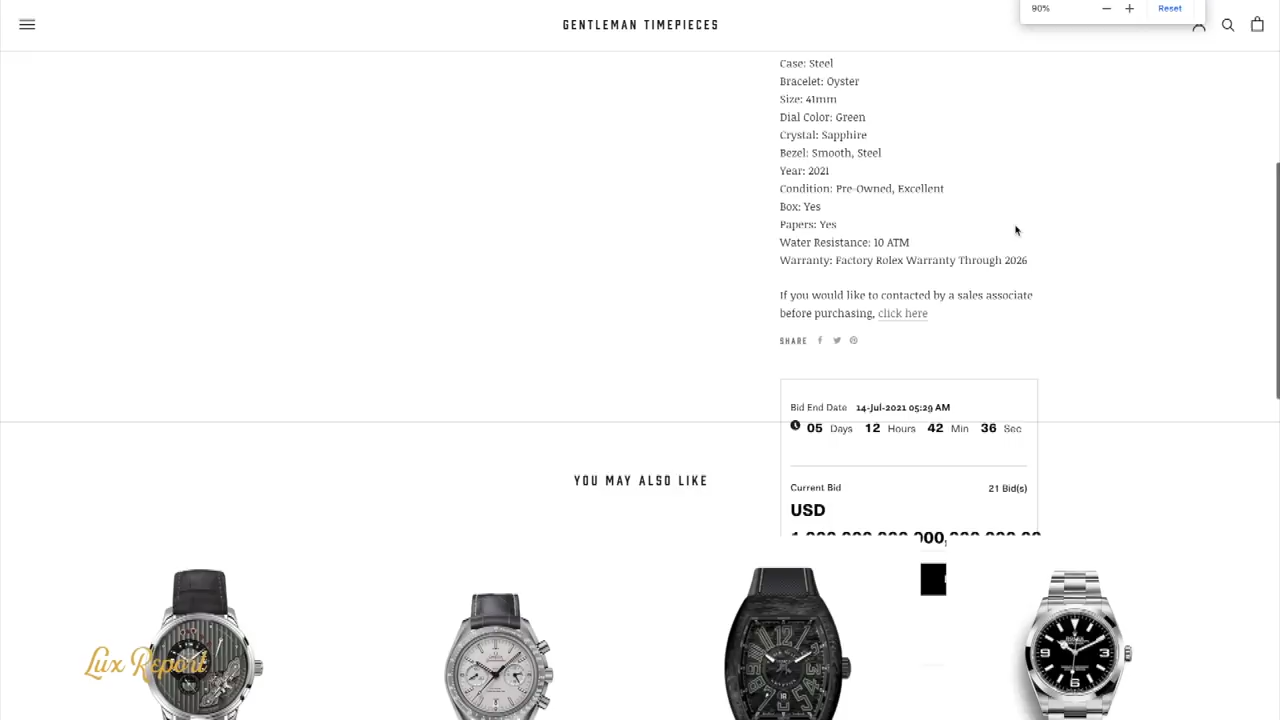 90%
Reset
GENTLEMAN TIMEPIECES
Case: Steel
Bracelet: Oyster
Size: 41mm
Dial Color: Green
Crystal: Sapphire
Bezel: Smooth, Steel
Year: 2021
Condition: Pre-Owned, Excellent
Box: Yes
Papers: Yes
Water Resistance: 10 ATM
Warranty: Factory Rolex Warranty Through 2026
If you would like to contacted by a sales associate
before purchasing, click here
SHARE
Bid End Date 14-Jul-2021 05:29 AM
05 Days 12 Hours 42 Min 36 Sec
YOU MAY ALSO LIKE
Current Bid 21 Bid(s)
USD
Lux Report